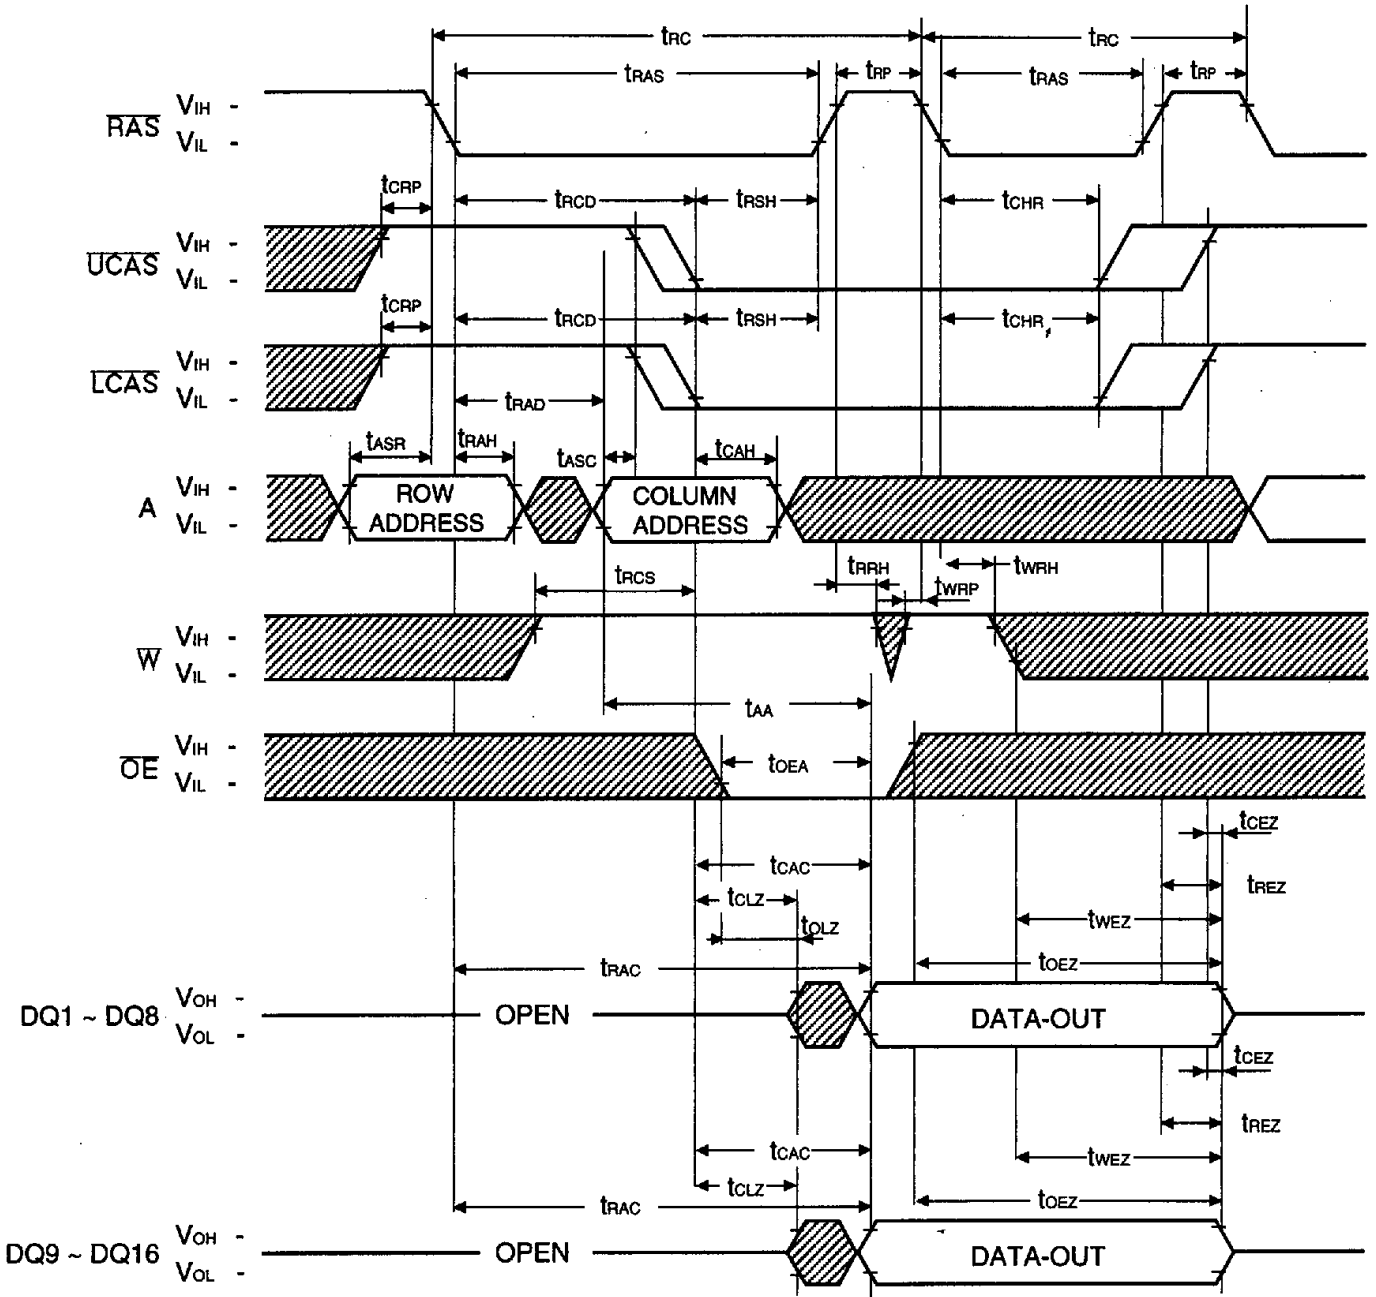 tRC tRC
tRAS tRP tRAS tRP
RAS VIH -
VIL -
tCRP tRCD tRSH tCHR
UCAS VIH -
VIL -
tCRP tRCD tRSH tCHR
LCAS VIH -
VIL -
tRAD
tASR tRAH tASC tCAH
A VIH -
VIL -
ROW ADDRESS
COLUMN ADDRESS
tRCS tRRH tWRP tWRH
W VIH -
VIL -
tAA
OE VIH -
VIL -
tOEA
tCEZ
tCAC
tREZ
tCLZ
tWEZ
tOLZ
tRAC tOEZ
DQ1 ~ DQ8 VOH -
VOL -
OPEN DATA-OUT
tCEZ
tREZ
tCAC tWEZ
tCLZ
tRAC tOEZ
DQ9 ~ DQ16 VOH -
VOL -
OPEN DATA-OUT